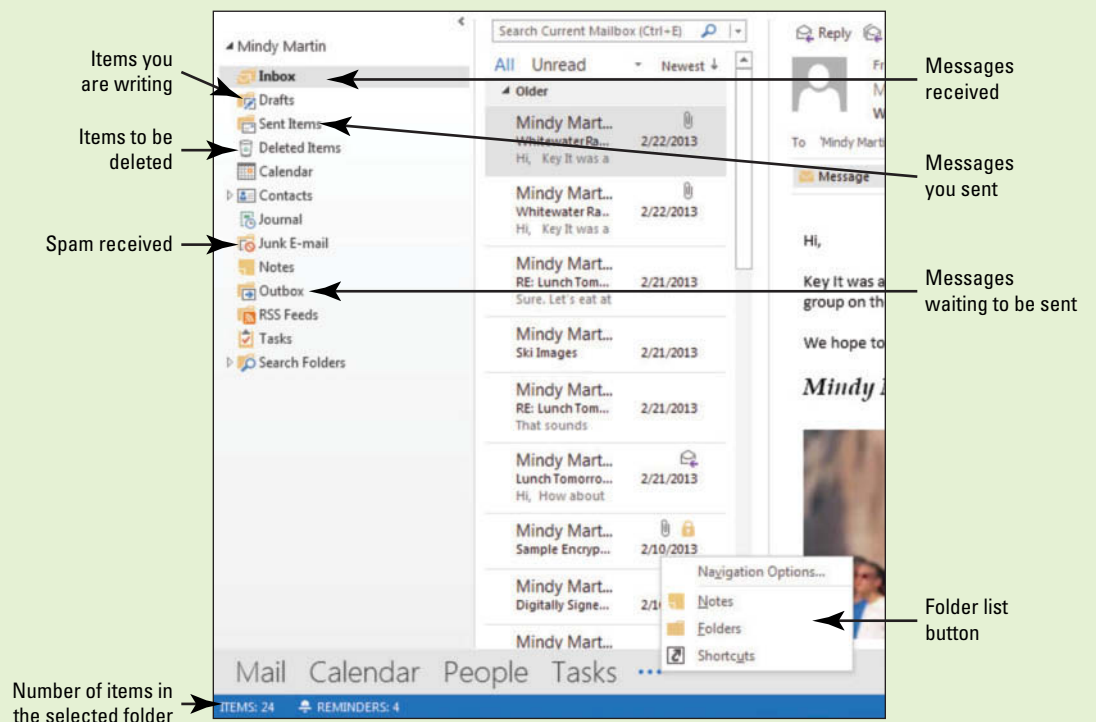 Items you
are writing
Items to be
deleted
Spam received
Number of items in
the selected folder
Mindy Martin
Inbox
Drafts
Sent Items
Deleted Items
Calendar
Contacts
Journal
Junk E-mail
Notes
Outbox
RSS Feeds
Tasks
Search Folders
Search Current Mailbox (Ctrl+E)
All Unread Newest
Older
Mindy Mart...
Whitewater Ra... 2/22/2013
Hi, Key It was a
Mindy Mart...
Whitewater Ra... 2/22/2013
Hi, Key It was a
Mindy Mart...
RE: Lunch Tom... 2/21/2013
Sure. Let's eat at
Mindy Mart...
Ski Images 2/21/2013
Mindy Mart...
RE: Lunch Tom... 2/21/2013
That sounds
Mindy Mart...
Lunch Tomorro... 2/21/2013
Hi, How about
Mindy Mart...
Sample Encryp... 2/10/2013
Mindy Mart...
Digitally Signe... 2/1
Mindy Mart...
Navigation Options...
Notes
Folders
Shortcuts
Mail Calendar People Tasks ...
ITEMS: 24 REMINDERS: 4
Reply
Fr
M
W
To 'Mindy Marti
Message
Hi,
Key It was a
group on th
We hope to
Mindy
Messages
received
Messages
you sent
Messages
waiting to be sent
Folder list
button